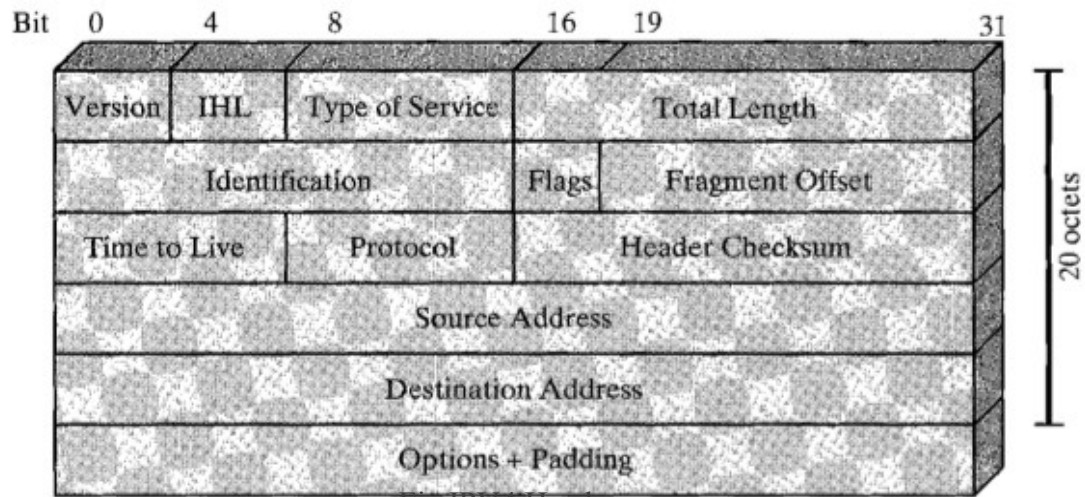 Bit 0 4 8 16 19 31
Version IHL Type of Service Total Length
Identification Flags Fragment Offset
Time to Live Protocol Header Checksum
Source Address
Destination Address
Options + Padding
20 octets